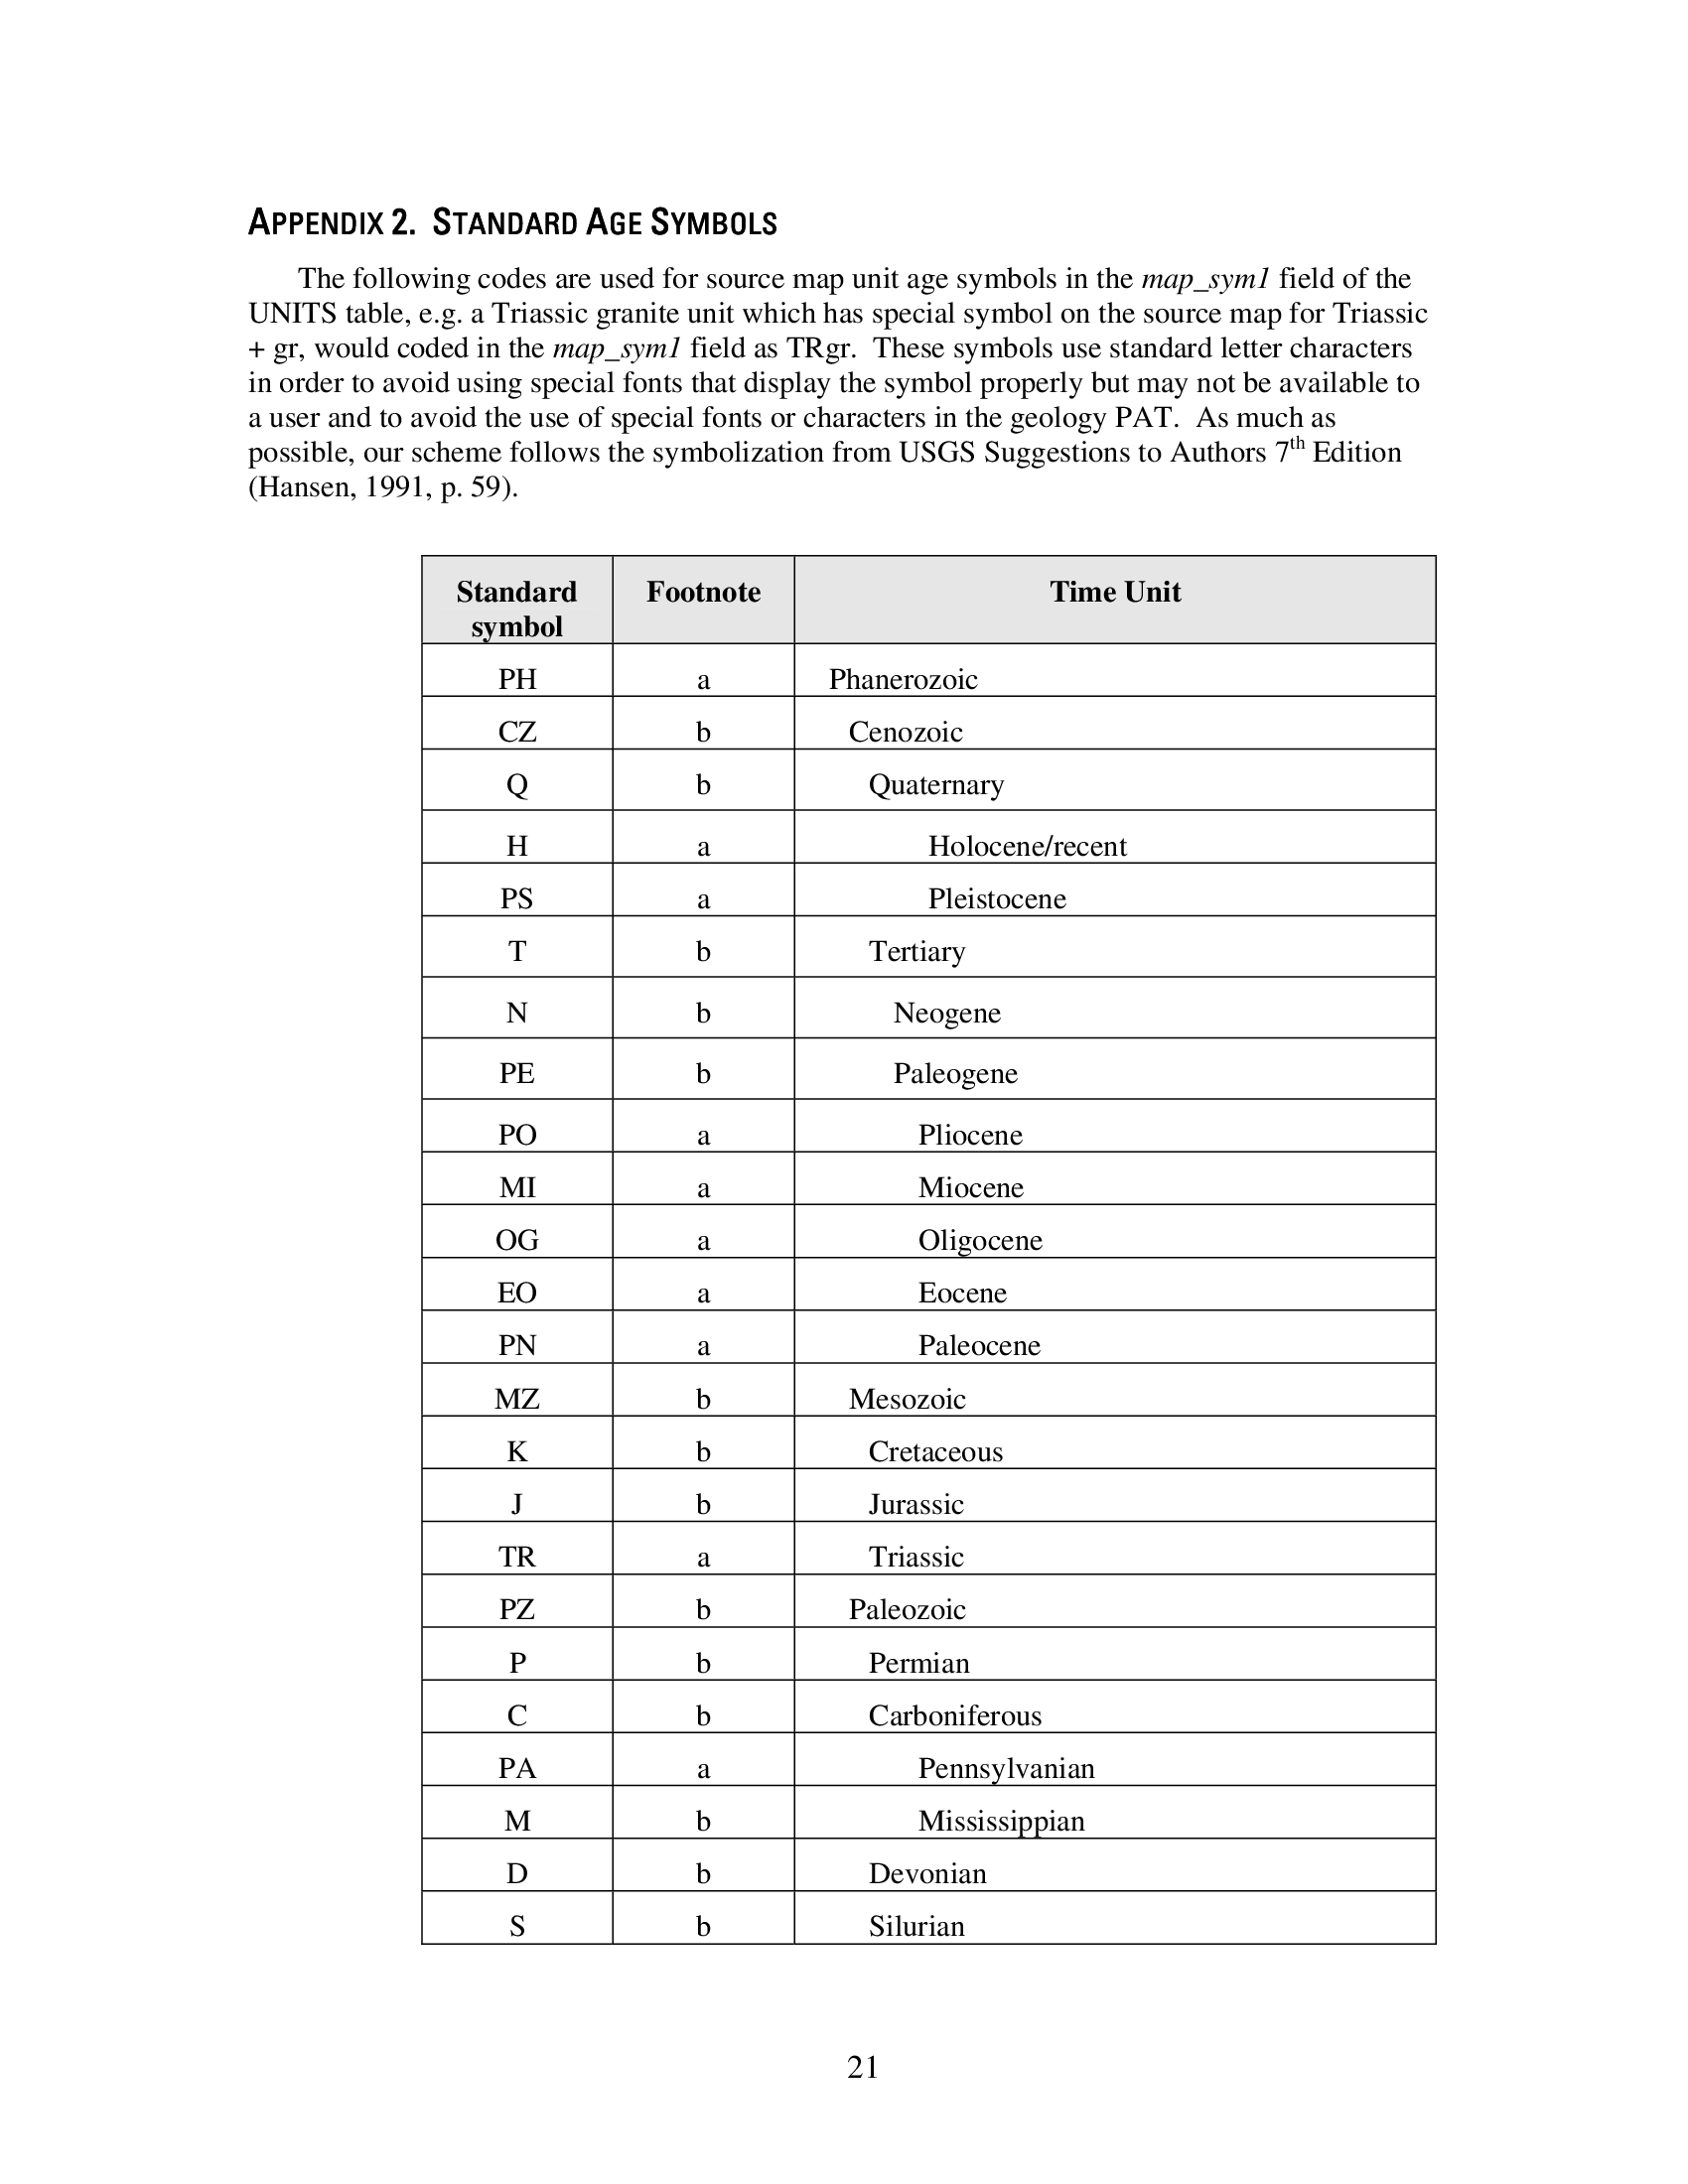 APPENDIX 2. STANDARD AGE SYMBOLS
The following codes are used for source map unit age symbols in the map_sym1 field of the
UNITS table, e.g. a Triassic granite unit which has special symbol on the source map for Triassic
+ gr, would coded in the map_sym1 field as TRgr. These symbols use standard letter characters
in order to avoid using special fonts that display the symbol properly but may not be available to
a user and to avoid the use of special fonts or characters in the geology PAT. As much as
possible, our scheme follows the symbolization from USGS Suggestions to Authors 7th Edition
(Hansen, 1991, p. 59).
Standard symbol Footnote Time Unit
PH a Phanerozoic
CZ b Cenozoic
Q b Quaternary
H a Holocene/recent
PS a Pleistocene
T b Tertiary
N b Neogene
PE b Paleogene
PO a Pliocene
MI a Miocene
OG a Oligocene
EO a Eocene
PN a Paleocene
MZ b Mesozoic
K b Cretaceous
J b Jurassic
TR a Triassic
PZ b Paleozoic
P b Permian
C b Carboniferous
PA a Pennsylvanian
M b Mississippian
D b Devonian
S b Silurian
21